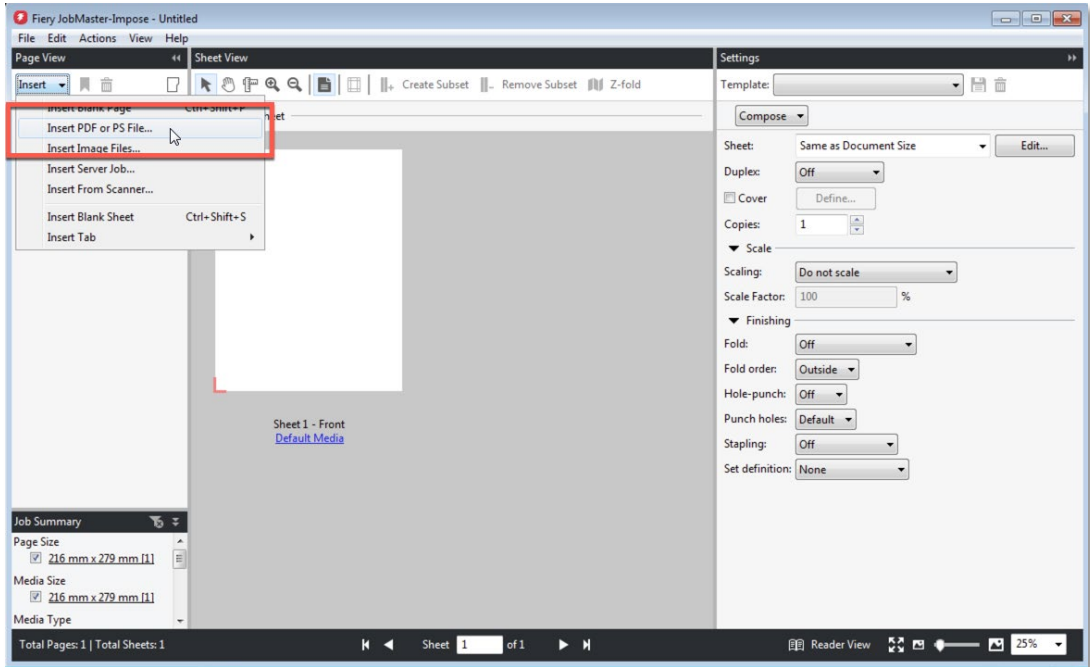 Fiery JobMaster-Impose - Untitled
File Edit Actions View Help
Page View
Sheet View
Settings
Insert
Create Subset
Remove Subset
Z-fold
Template:
Insert Blank Page Ctrl+Shift+P
Insert PDF or PS File...
Insert Image Files...
Insert Server Job...
Insert From Scanner...
Insert Blank Sheet Ctrl+Shift+S
Insert Tab
Sheet 1 - Front
Default Media
Compose
Sheet: Same as Document Size Edit...
Duplex: Off
Cover Define...
Copies: 1
Scale
Scaling: Do not scale
Scale Factor: 100 %
Finishing
Fold: Off
Fold order: Outside
Hole-punch: Off
Punch holes: Default
Stapling: Off
Set definition: None
Job Summary
Page Size
216 mm x 279 mm [1]
Media Size
216 mm x 279 mm [1]
Media Type
Total Pages: 1 | Total Sheets: 1
Sheet 1 of 1
Reader View
25%